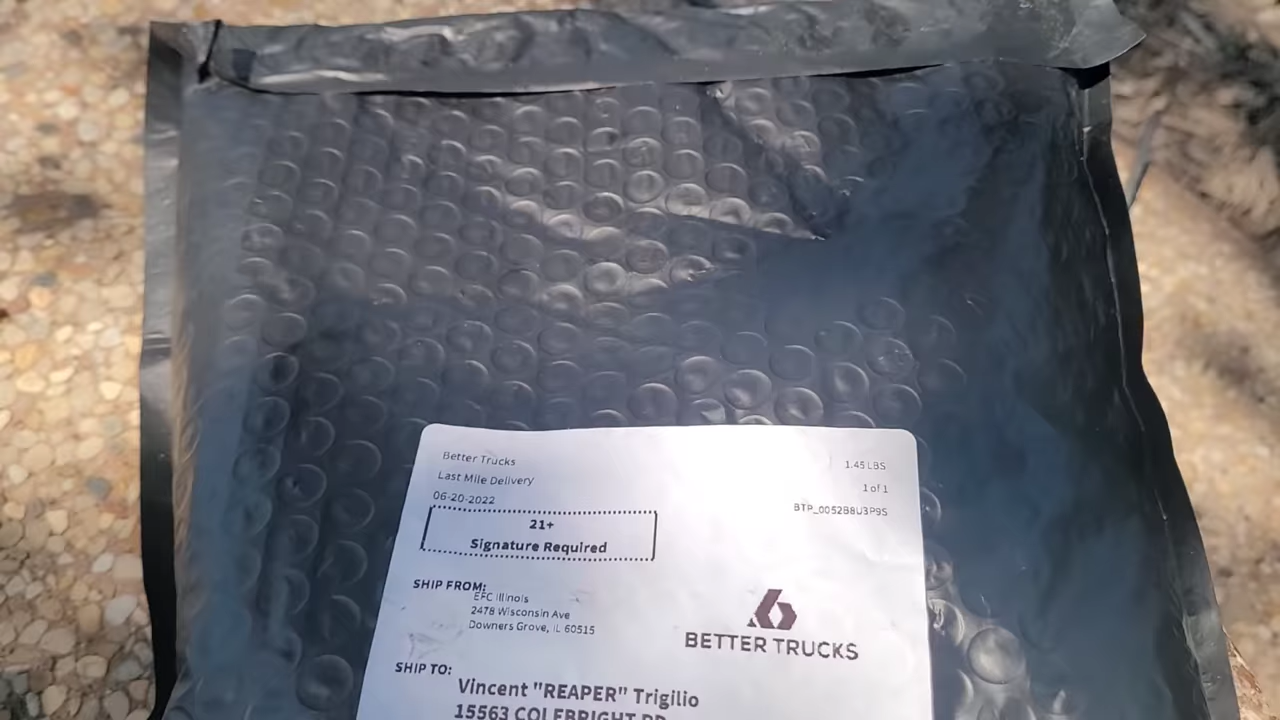 Better Trucks
1.45 LBS
Last Mile Delivery
1 of 1
06-20-2022
BTP_0052B8U3P9S
21+
Signature Required
SHIP FROM:
EFC Illinois
2478 Wisconsin Ave
Downers Grove, IL 60515
BETTER TRUCKS
SHIP TO:
Vincent "REAPER" Trigilio
15563 COLEBRIGHT RD